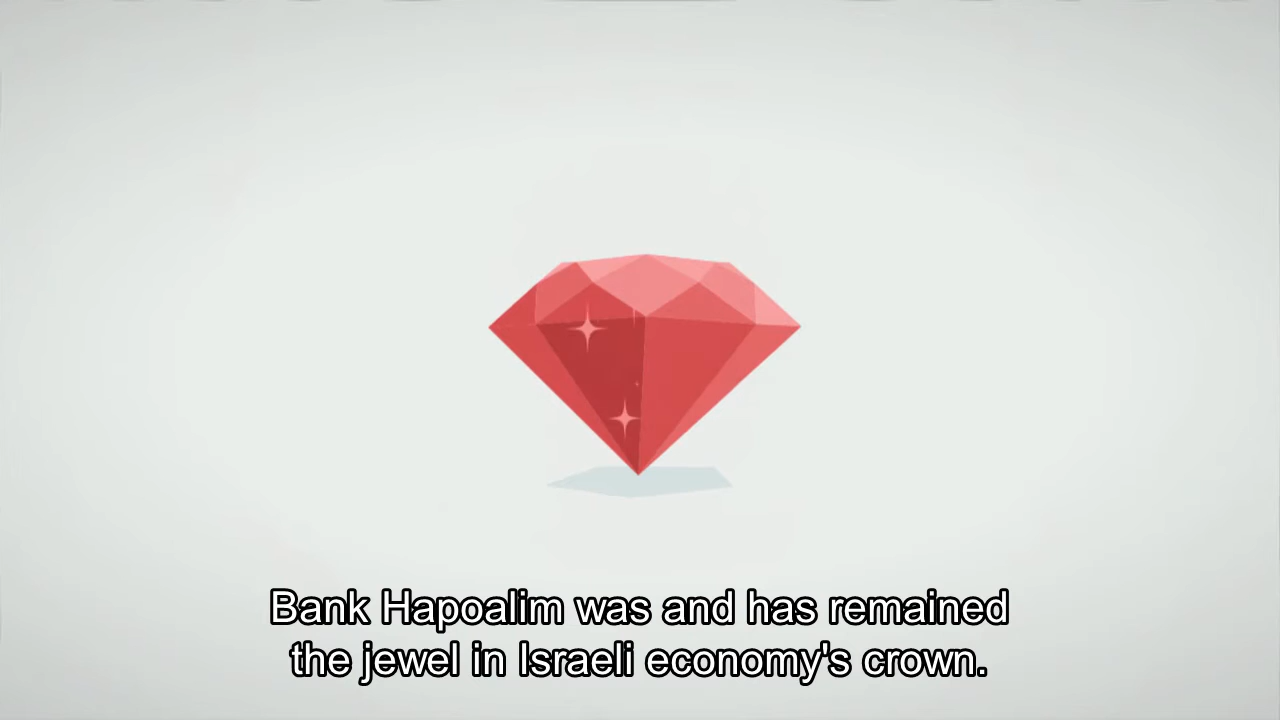 Bank Hapoalim was and has remained
the jewel in Israeli economy's crown.